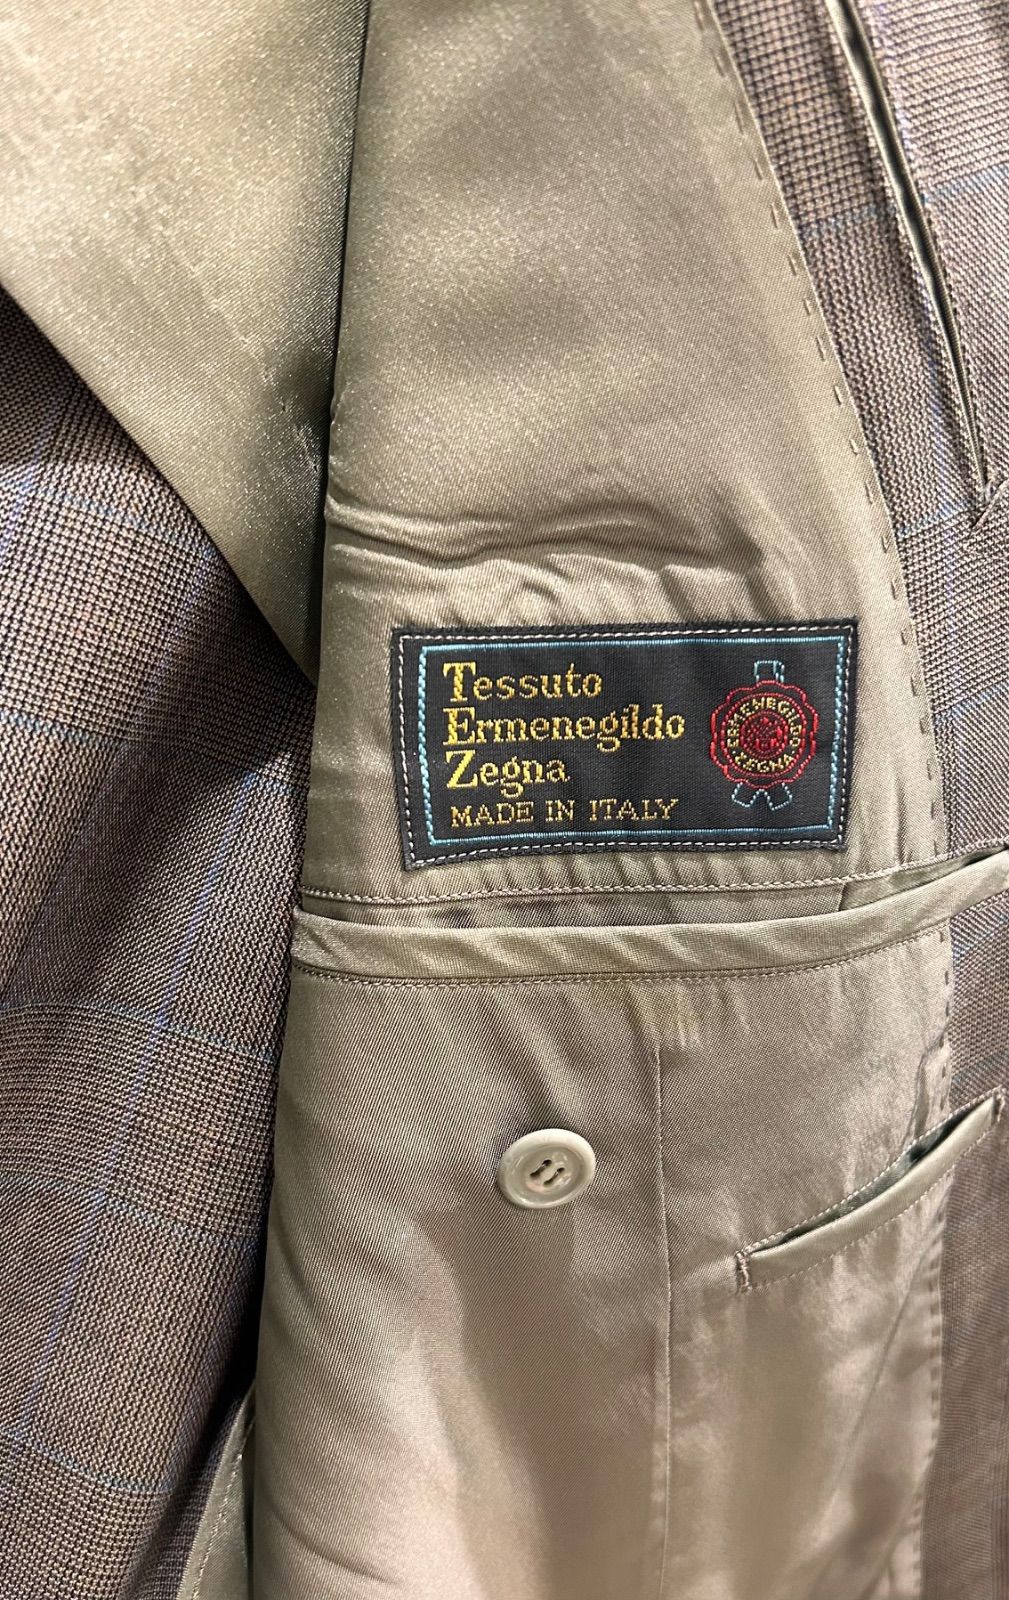 Tessuto
Ermenegildo
Zegna
MADE IN ITALY
ERMENEGILDO
ZEGNA